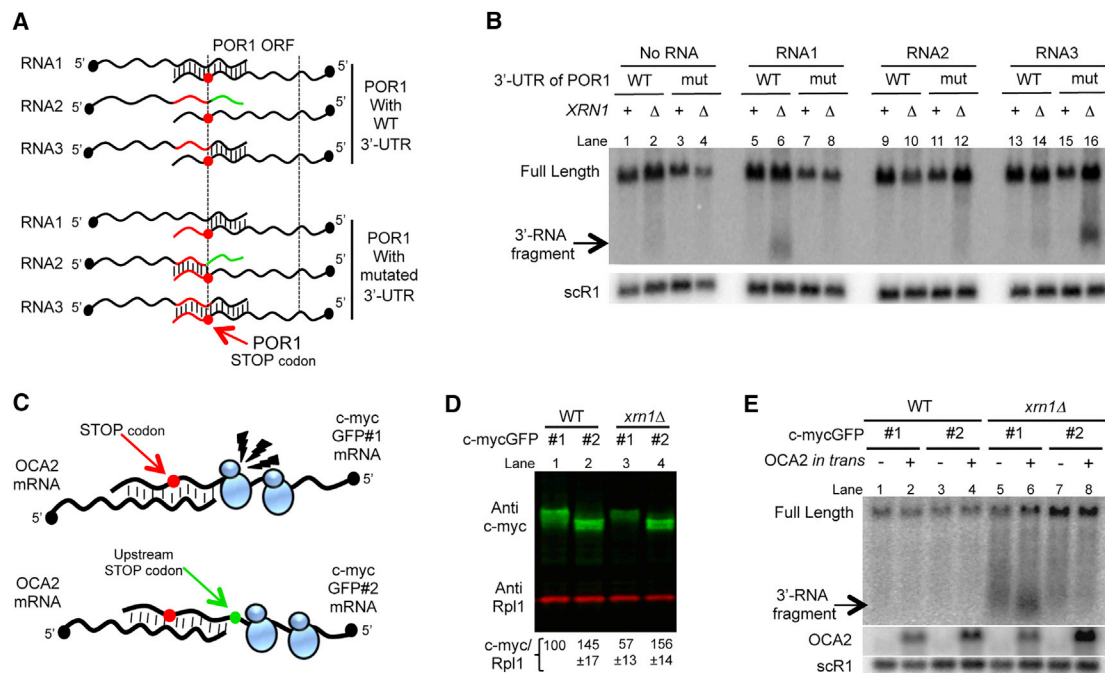 A
POR1 ORF
RNA1 5' 5'
RNA2 5' 5'
RNA3 5' 5'
POR1
With
WT
3'-UTR
RNA1 5' 5'
RNA2 5' 5'
RNA3 5' 5'
POR1
With
mutated
3'-UTR
POR1
STOP codon
B
No RNA RNA1 RNA2 RNA3
3'-UTR of POR1 WT mut WT mut WT mut WT mut
XRN1 + Δ + Δ + Δ + Δ + Δ + Δ + Δ + Δ
Lane 1 2 3 4 5 6 7 8 9 10 11 12 13 14 15 16
Full Length
3'-RNA
fragment
scR1
C
STOP codon
OCA2
mRNA
5'
c-myc
GFP#1
mRNA
5'
Upstream
STOP codon
OCA2
mRNA
5'
c-myc
GFP#2
mRNA
5'
D
WT xrn1Δ
c-mycGFP #1 #2 #1 #2
Lane 1 2 3 4
Anti
c-myc
Anti
Rpl1
c-myc/
Rpl1
100 145 57 156
±17 ±13 ±14
E
WT xrn1Δ
c-mycGFP #1 #2 #1 #2
OCA2 in trans - + - + - + - +
Lane 1 2 3 4 5 6 7 8
Full Length
3'-RNA
fragment
OCA2
scR1